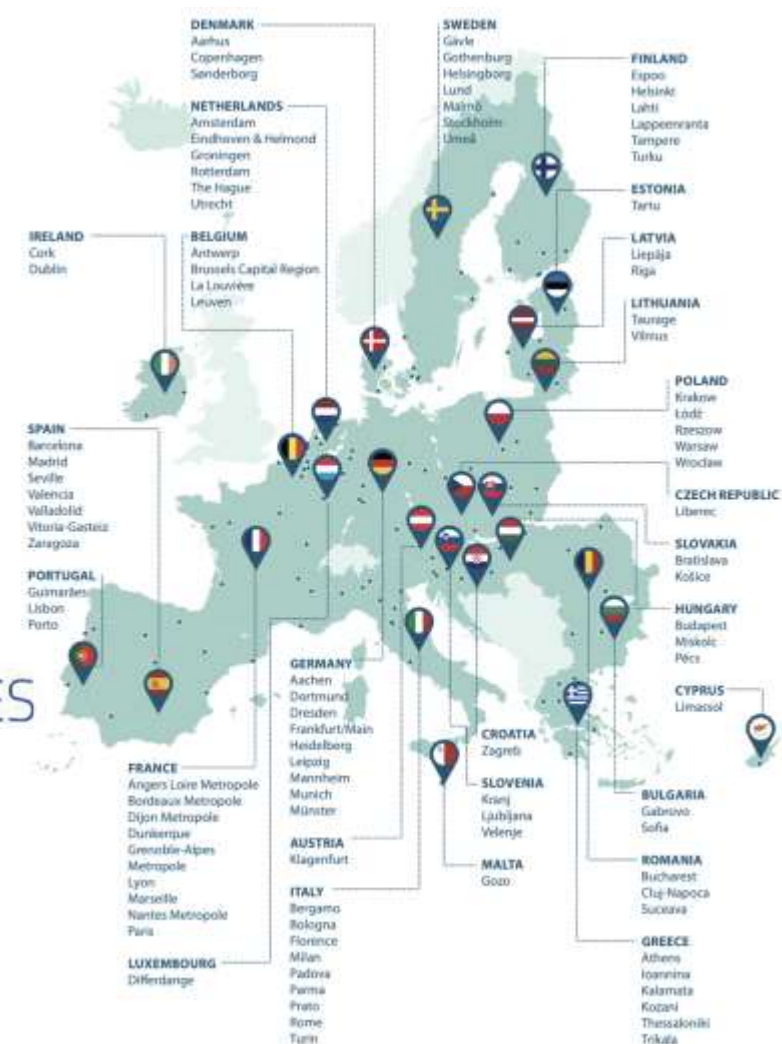 DENMARK
Aarhus
Copenhagen
Sønderborg
SWEDEN
Gävle
Gothenburg
Helsingborg
Lund
Malmö
Stockholm
Umeå
FINLAND
Espoo
Helsinki
Lahti
Lappeenranta
Tampere
Turku
NETHERLANDS
Amsterdam
Eindhoven & Helmond
Groningen
Rotterdam
The Hague
Utrecht
ESTONIA
Tartu
IRELAND
Cork
Dublin
BELGIUM
Antwerp
Brussels Capital Region
La Louvière
Leuven
LATVIA
Liepāja
Riga
LITHUANIA
Taurage
Vilnius
POLAND
Krakow
Łódź
Rzeszow
Warsaw
Wroclaw
SPAIN
Barcelona
Madrid
Seville
Valencia
Valladolid
Vitoria-Gasteiz
Zaragoza
CZECH REPUBLIC
Liberec
SLOVAKIA
Bratislava
Košice
PORTUGAL
Guimarães
Lisbon
Porto
HUNGARY
Budapest
Miskolc
Pécs
GERMANY
Aachen
Dortmund
Dresden
Frankfurt/Main
Heidelberg
Leipzig
Mannheim
Munich
Münster
CYPRUS
Limassol
ES
CROATIA
Zagreb
FRANCE
Angers Loire Metropole
Bordeaux Metropole
Dijon Metropole
Dunkerque
Grenoble-Alpes
Metropole
Lyon
Marseille
Nantes Metropole
Paris
SLOVENIA
Kranj
Ljubljana
Velenje
BULGARIA
Gabrovo
Sofia
AUSTRIA
Klagenfurt
MALTA
Gozo
ROMANIA
Bucharest
Cluj-Napoca
Suceava
ITALY
Bergamo
Bologna
Florence
Milan
Padova
Parma
Prato
Rome
Turin
LUXEMBOURG
Differdange
GREECE
Athens
Ioannina
Kalamata
Kozani
Thessaloniki
Trikala